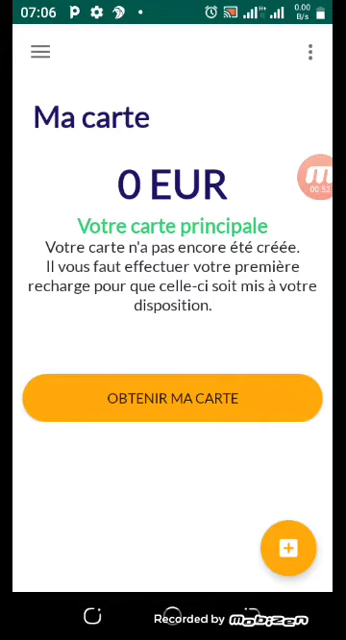 07:06
0.00
B/s
Ma carte
0 EUR
00:52
Votre carte principale
Votre carte n'a pas encore été créée.
Il vous faut effectuer votre première
recharge pour que celle-ci soit mis à votre
disposition.
OBTENIR MA CARTE
Recorded by mobizen